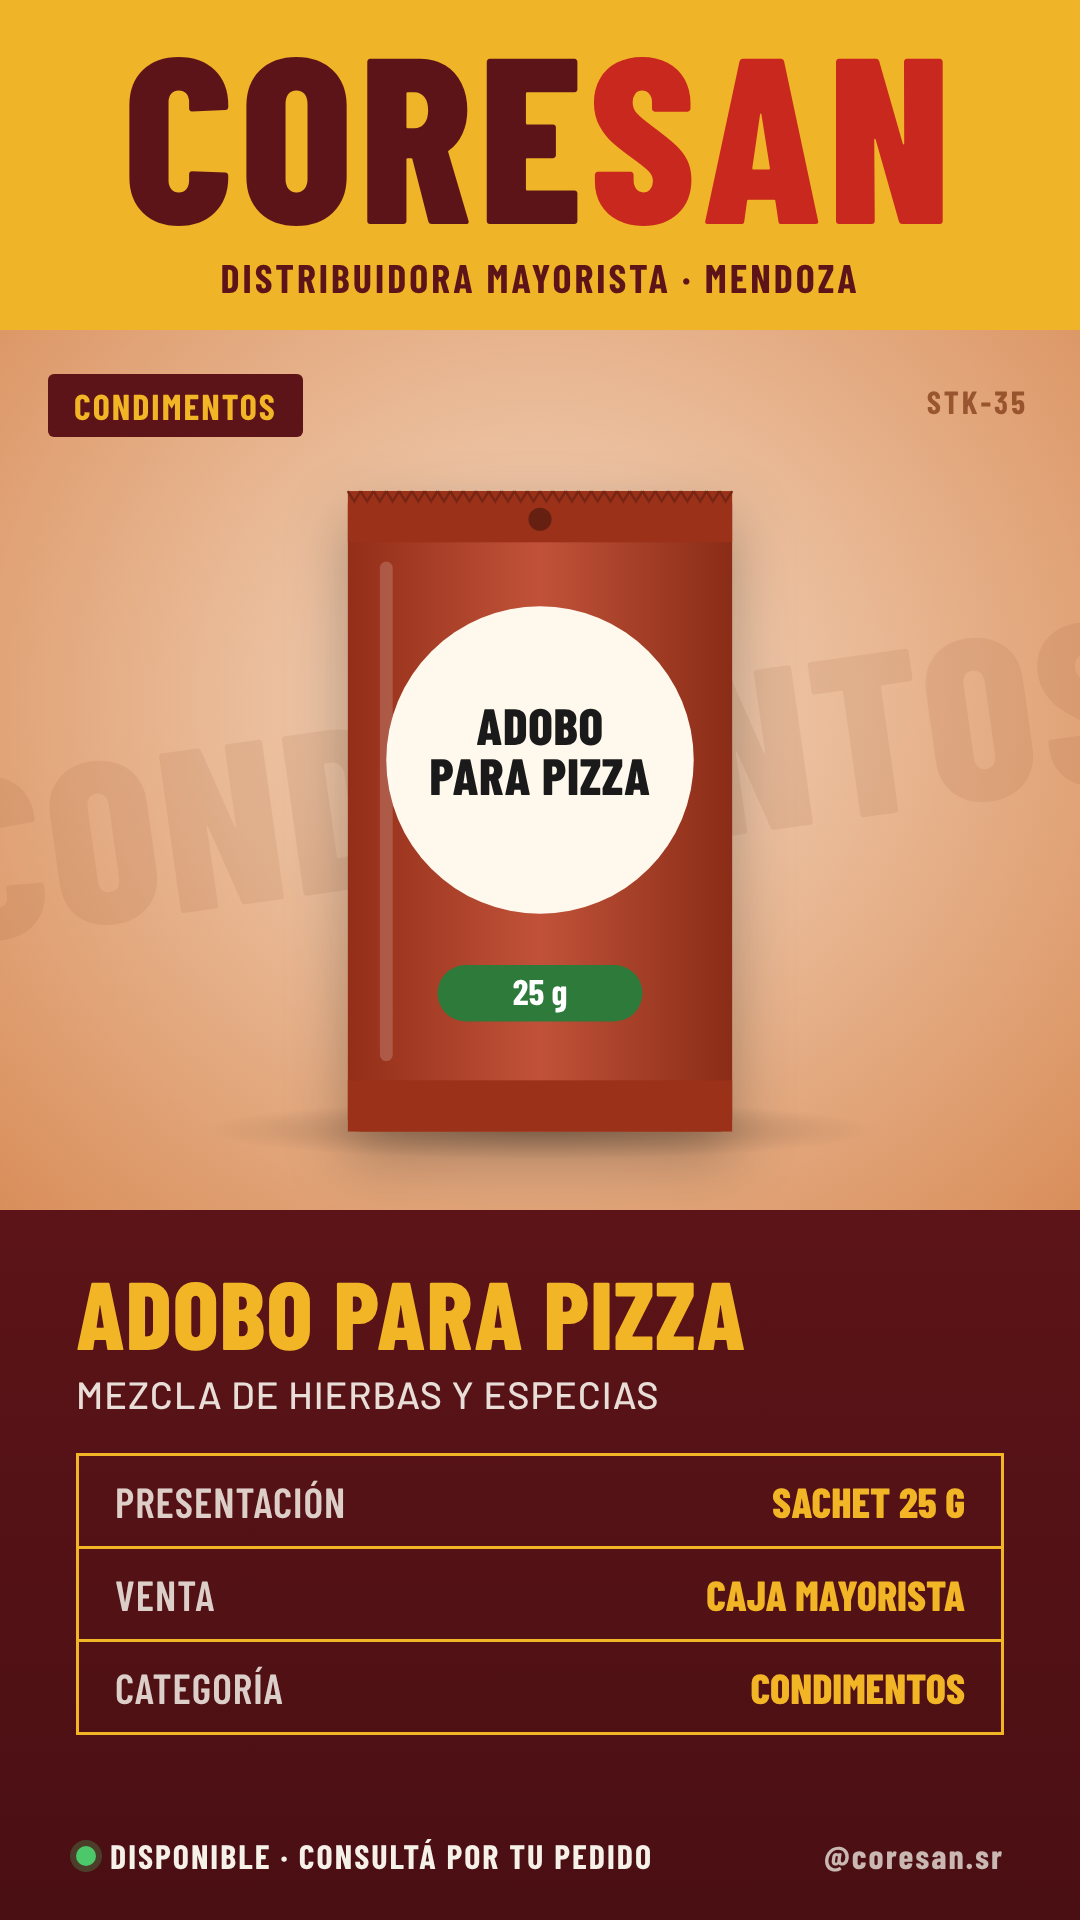 CORESAN
DISTRIBUIDORA MAYORISTA · MENDOZA
CONDIMENTOS
STK-35
ADOBO
PARA PIZZA
25 g
ADOBO PARA PIZZA
MEZCLA DE HIERBAS Y ESPECIAS
PRESENTACIÓN SACHET 25 G
VENTA CAJA MAYORISTA
CATEGORÍA CONDIMENTOS
DISPONIBLE · CONSULTÁ POR TU PEDIDO
@coresan.sr